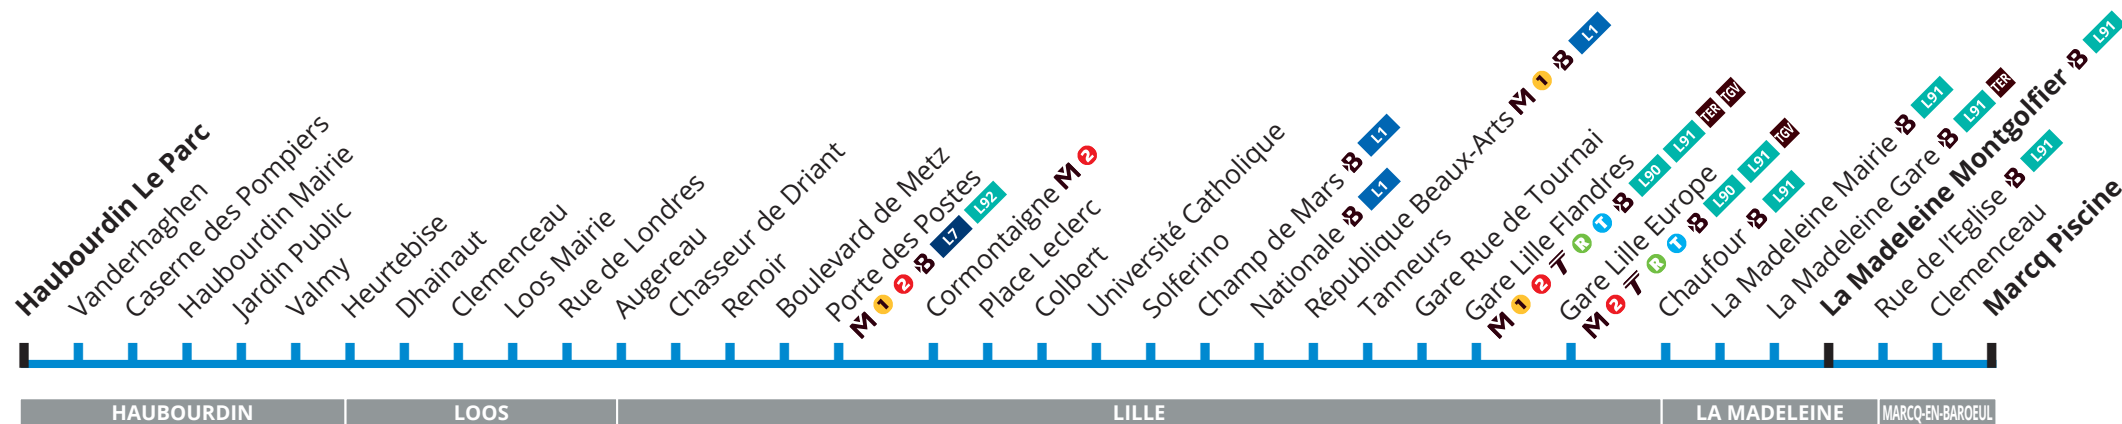 Haubourdin Le Parc
Vanderhaghen
Caserne des Pompiers
Haubourdin Mairie
Jardin Public
Valmy
Heurtebise
Dhainaut
Clemenceau
Loos Mairie
Rue de Londres
Augereau
Chasseur de Driant
Renoir
Boulevard de Metz
Porte des Postes
M 1 2 B L7 L92
Cormontaigne M 2
Place Leclerc
Colbert
Université Catholique
Solferino
Champ de Mars B L1
Nationale B L1
République Beaux-Arts M 1 B L1
Tanneurs
Gare Rue de Tournai
Gare Lille Flandres
M 1 2 T R T B L90 L91 TER TGV
Gare Lille Europe
M 2 T R T B L90 L91 TGV
Chaufour B L91
La Madeleine Mairie B L91
La Madeleine Gare B L91 TER
La Madeleine Montgolfier B L91
Rue de l'Eglise B L91
Clemenceau
Marcq Piscine
HAUBOURDIN
LOOS
LILLE
LA MADELEINE
MARCQ-EN-BAROEUL